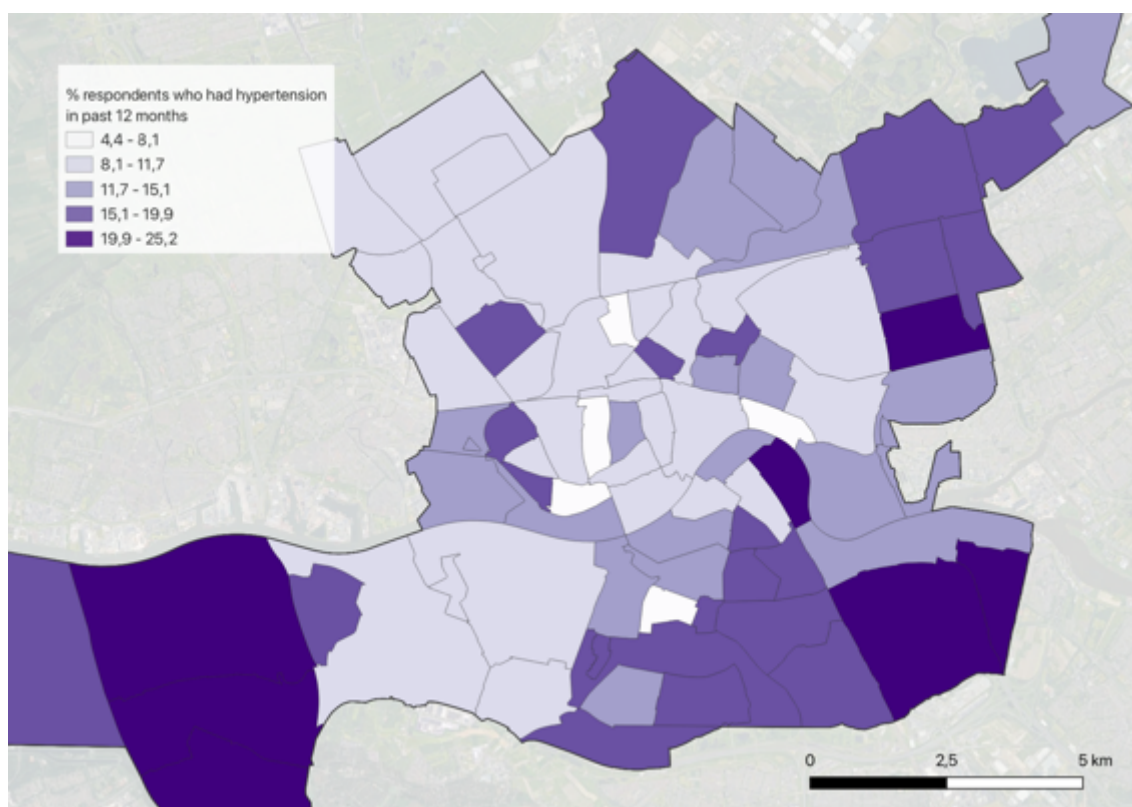 % respondents who had hypertension
in past 12 months
4,4 - 8,1
8,1 - 11,7
11,7 - 15,1
15,1 - 19,9
19,9 - 25,2
0 2,5 5 km